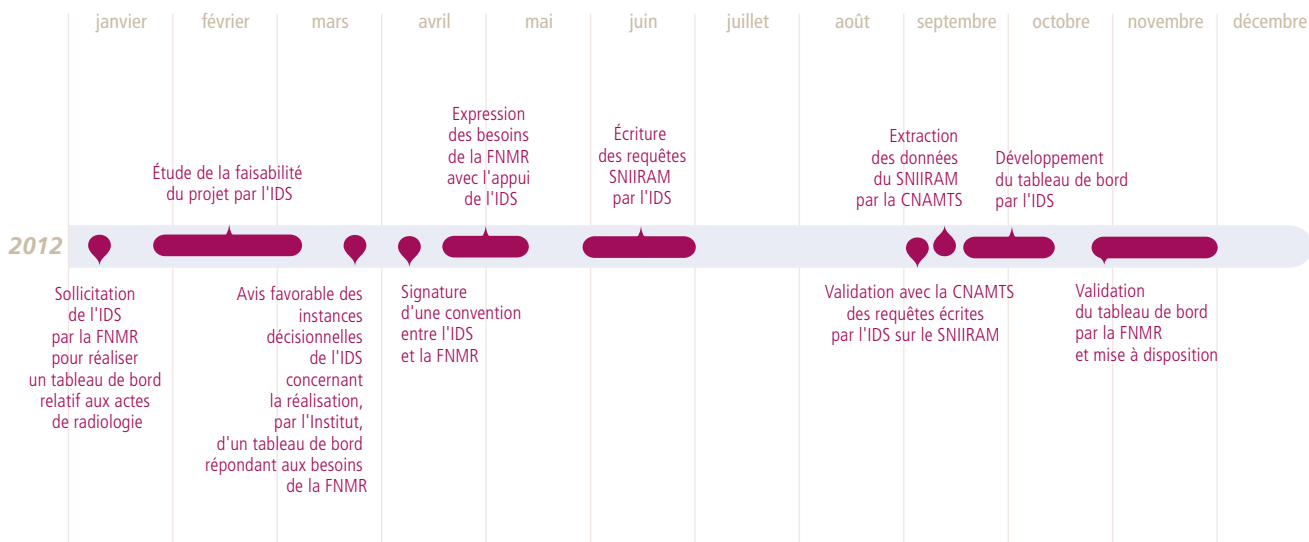 janvier
février
mars
avril
mai
juin
juillet
août
septembre
octobre
novembre
décembre
Étude de la faisabilité
du projet par l'IDS
Expression
des besoins
de la FNMR
avec l'appui
de l'IDS
Écriture
des requêtes
SNIIRAM
par l'IDS
Extraction
des données
du SNIIRAM
par la CNAMTS
Développement
du tableau de bord
par l'IDS
2012
Sollicitation
de l'IDS
par la FNMR
pour réaliser
un tableau de bord
relatif aux actes
de radiologie
Avis favorable des
instances
décisionnelles
de l'IDS
concernant
la réalisation,
par l'Institut,
d'un tableau de bord
répondant aux besoins
de la FNMR
Signature
d'une convention
entre l'IDS
et la FNMR
Validation avec la CNAMTS
des requêtes écrites
par l'IDS sur le SNIIRAM
Validation
du tableau de bord
par la FNMR
et mise à disposition